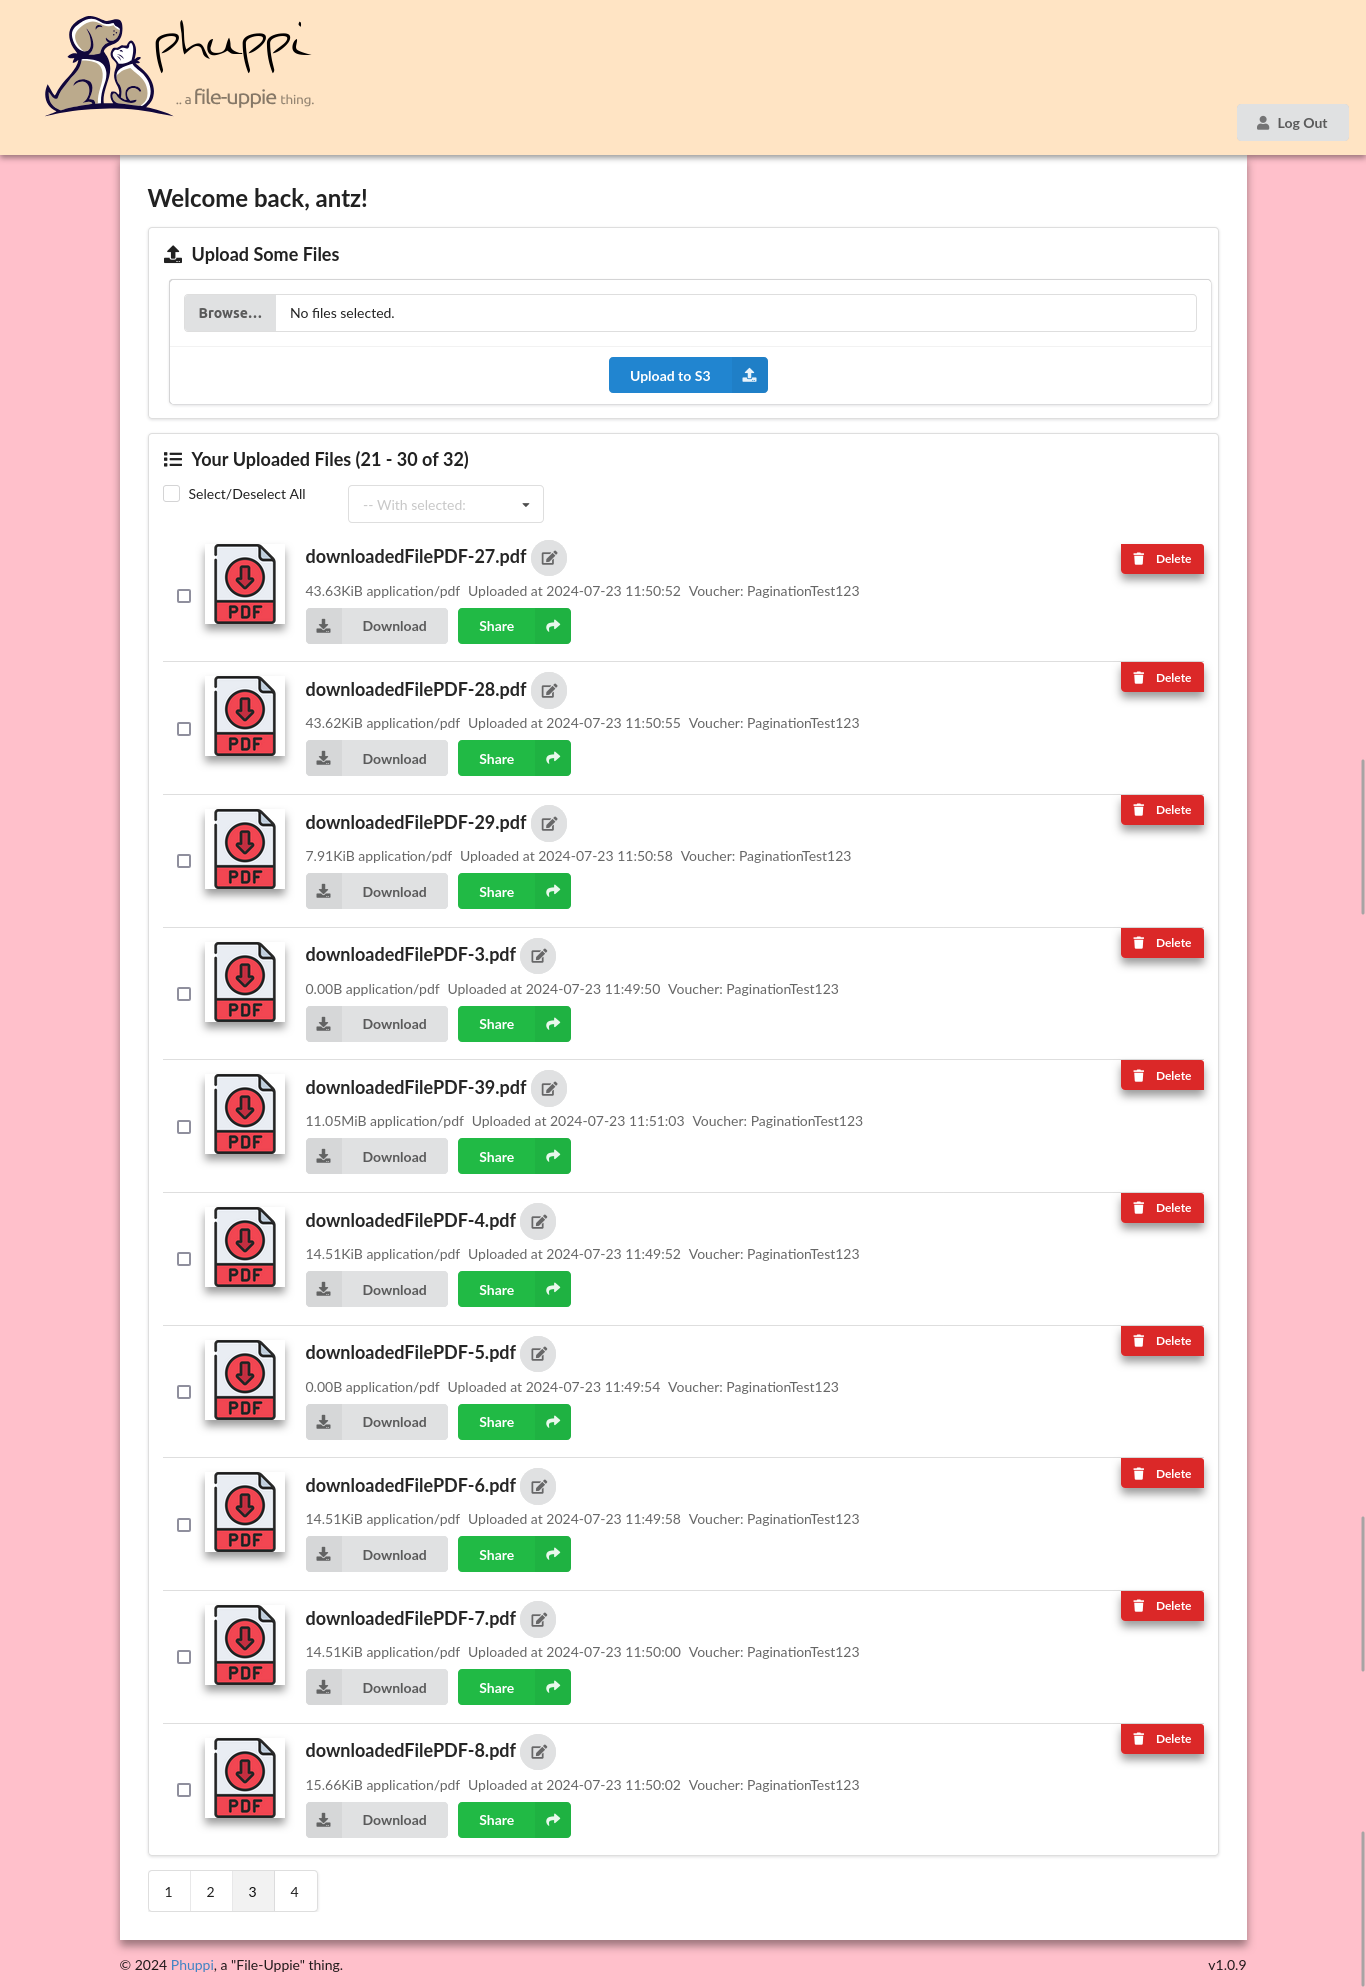 phuppi
.. a file-uppie thing.
Log Out
Welcome back, antz!
Upload Some Files
Browse... No files selected.
Upload to S3
Your Uploaded Files (21 - 30 of 32)
Select/Deselect All -- With selected:
downloadedFilePDF-27.pdf Delete
43.63KiB application/pdf Uploaded at 2024-07-23 11:50:52 Voucher: PaginationTest123
PDF Download Share
downloadedFilePDF-28.pdf Delete
43.62KiB application/pdf Uploaded at 2024-07-23 11:50:55 Voucher: PaginationTest123
PDF Download Share
downloadedFilePDF-29.pdf Delete
7.91KiB application/pdf Uploaded at 2024-07-23 11:50:58 Voucher: PaginationTest123
PDF Download Share
downloadedFilePDF-3.pdf Delete
0.00B application/pdf Uploaded at 2024-07-23 11:49:50 Voucher: PaginationTest123
PDF Download Share
downloadedFilePDF-39.pdf Delete
11.05MiB application/pdf Uploaded at 2024-07-23 11:51:03 Voucher: PaginationTest123
PDF Download Share
downloadedFilePDF-4.pdf Delete
14.51KiB application/pdf Uploaded at 2024-07-23 11:49:52 Voucher: PaginationTest123
PDF Download Share
downloadedFilePDF-5.pdf Delete
0.00B application/pdf Uploaded at 2024-07-23 11:49:54 Voucher: PaginationTest123
PDF Download Share
downloadedFilePDF-6.pdf Delete
14.51KiB application/pdf Uploaded at 2024-07-23 11:49:58 Voucher: PaginationTest123
PDF Download Share
downloadedFilePDF-7.pdf Delete
14.51KiB application/pdf Uploaded at 2024-07-23 11:50:00 Voucher: PaginationTest123
PDF Download Share
downloadedFilePDF-8.pdf Delete
15.66KiB application/pdf Uploaded at 2024-07-23 11:50:02 Voucher: PaginationTest123
PDF Download Share
1 2 3 4
© 2024 Phuppi, a "File-Uppie" thing. v1.0.9